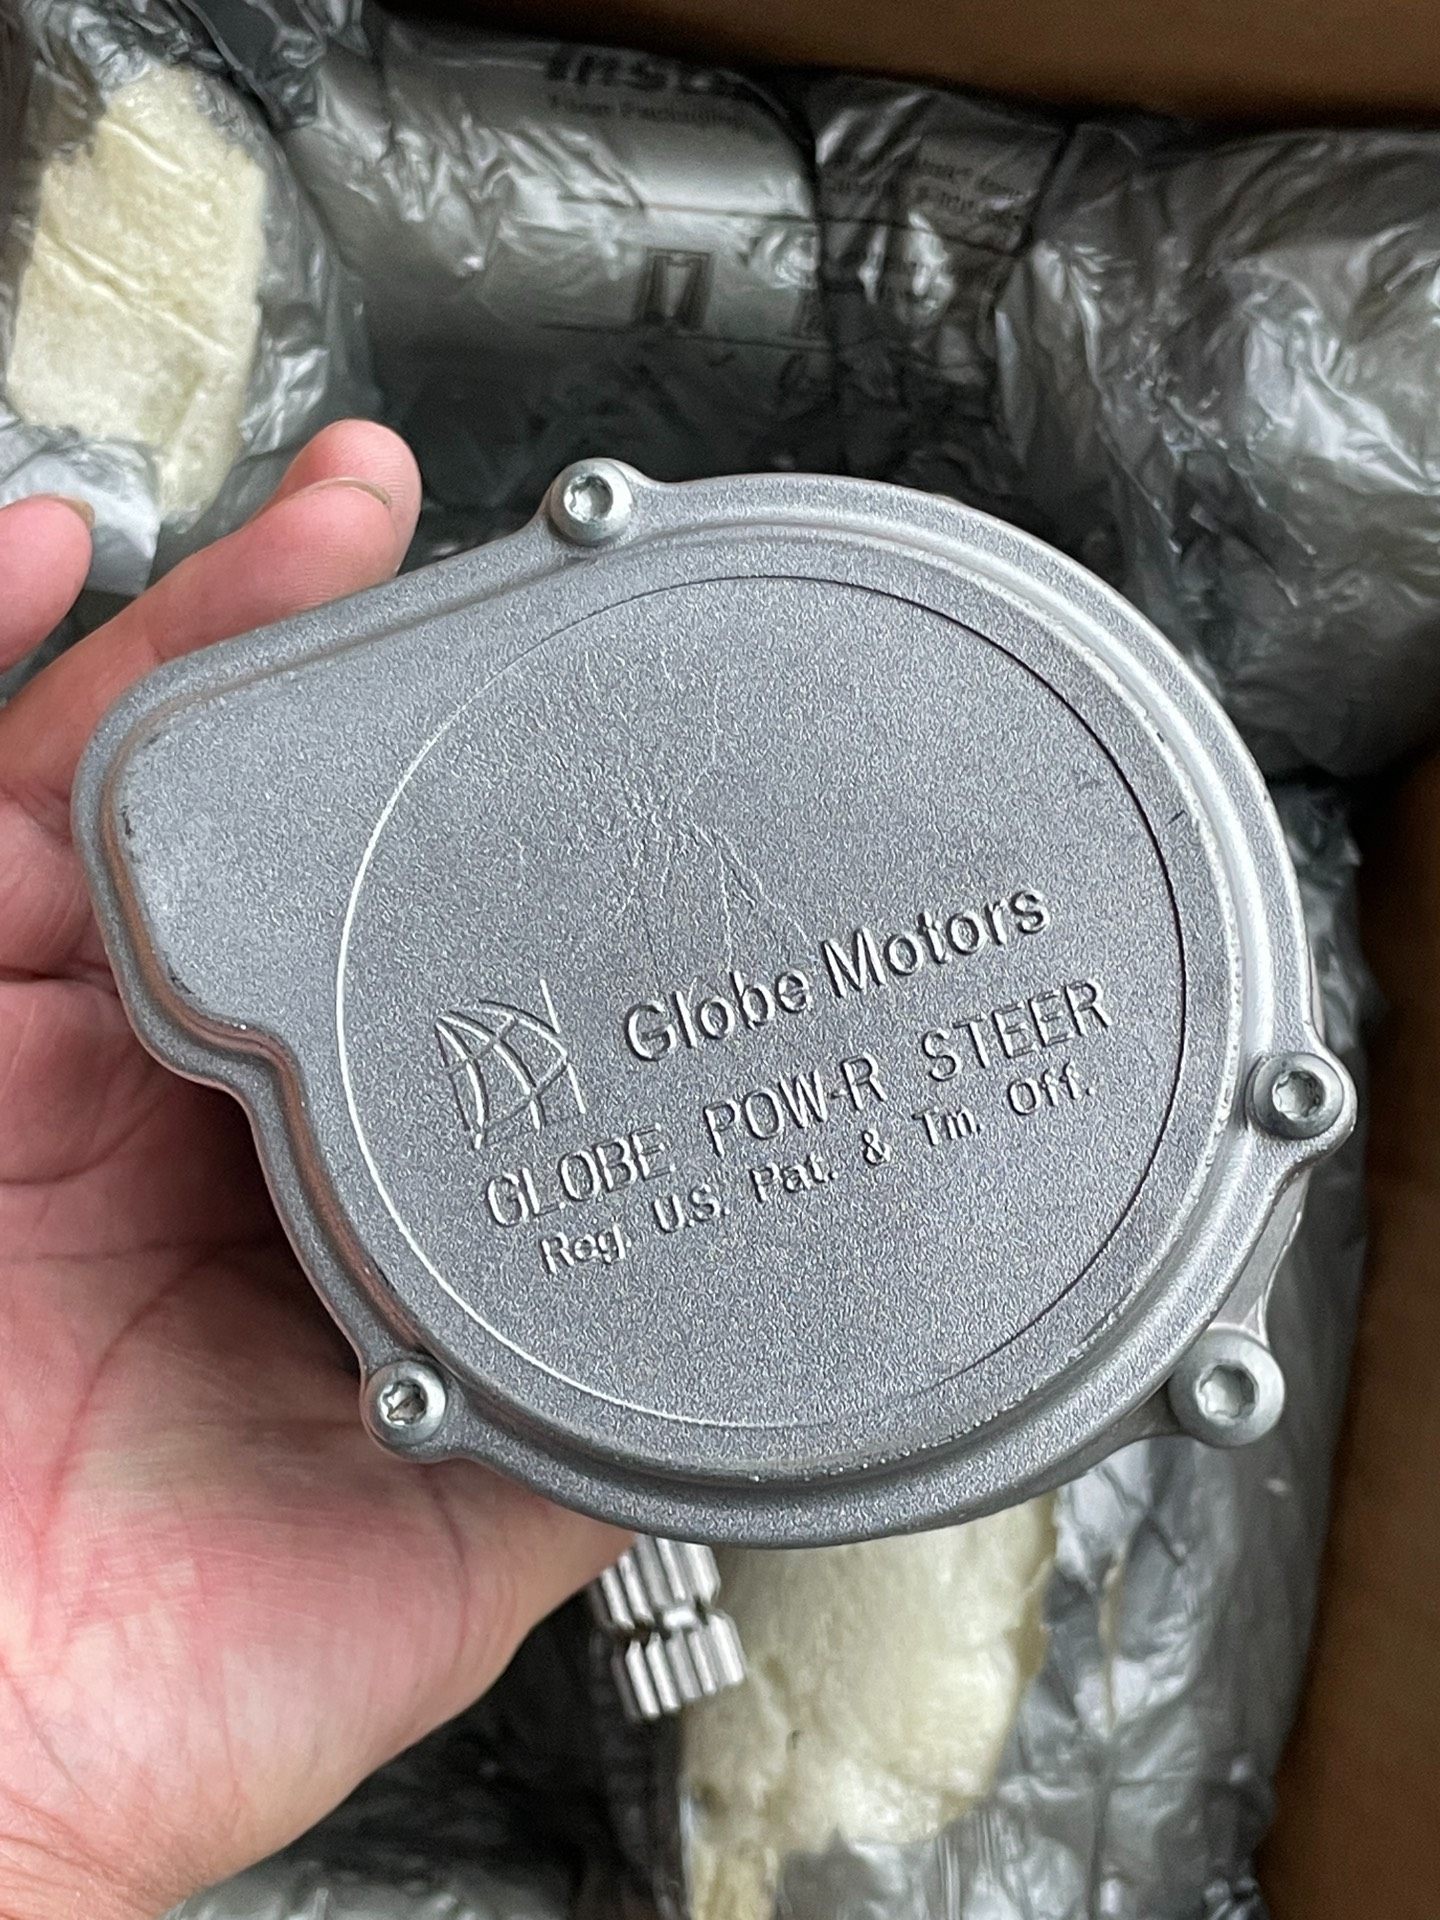 Globe Motors
GLOBE POW-R STEER
Reg. U.S. Pat. & Tm. Off.